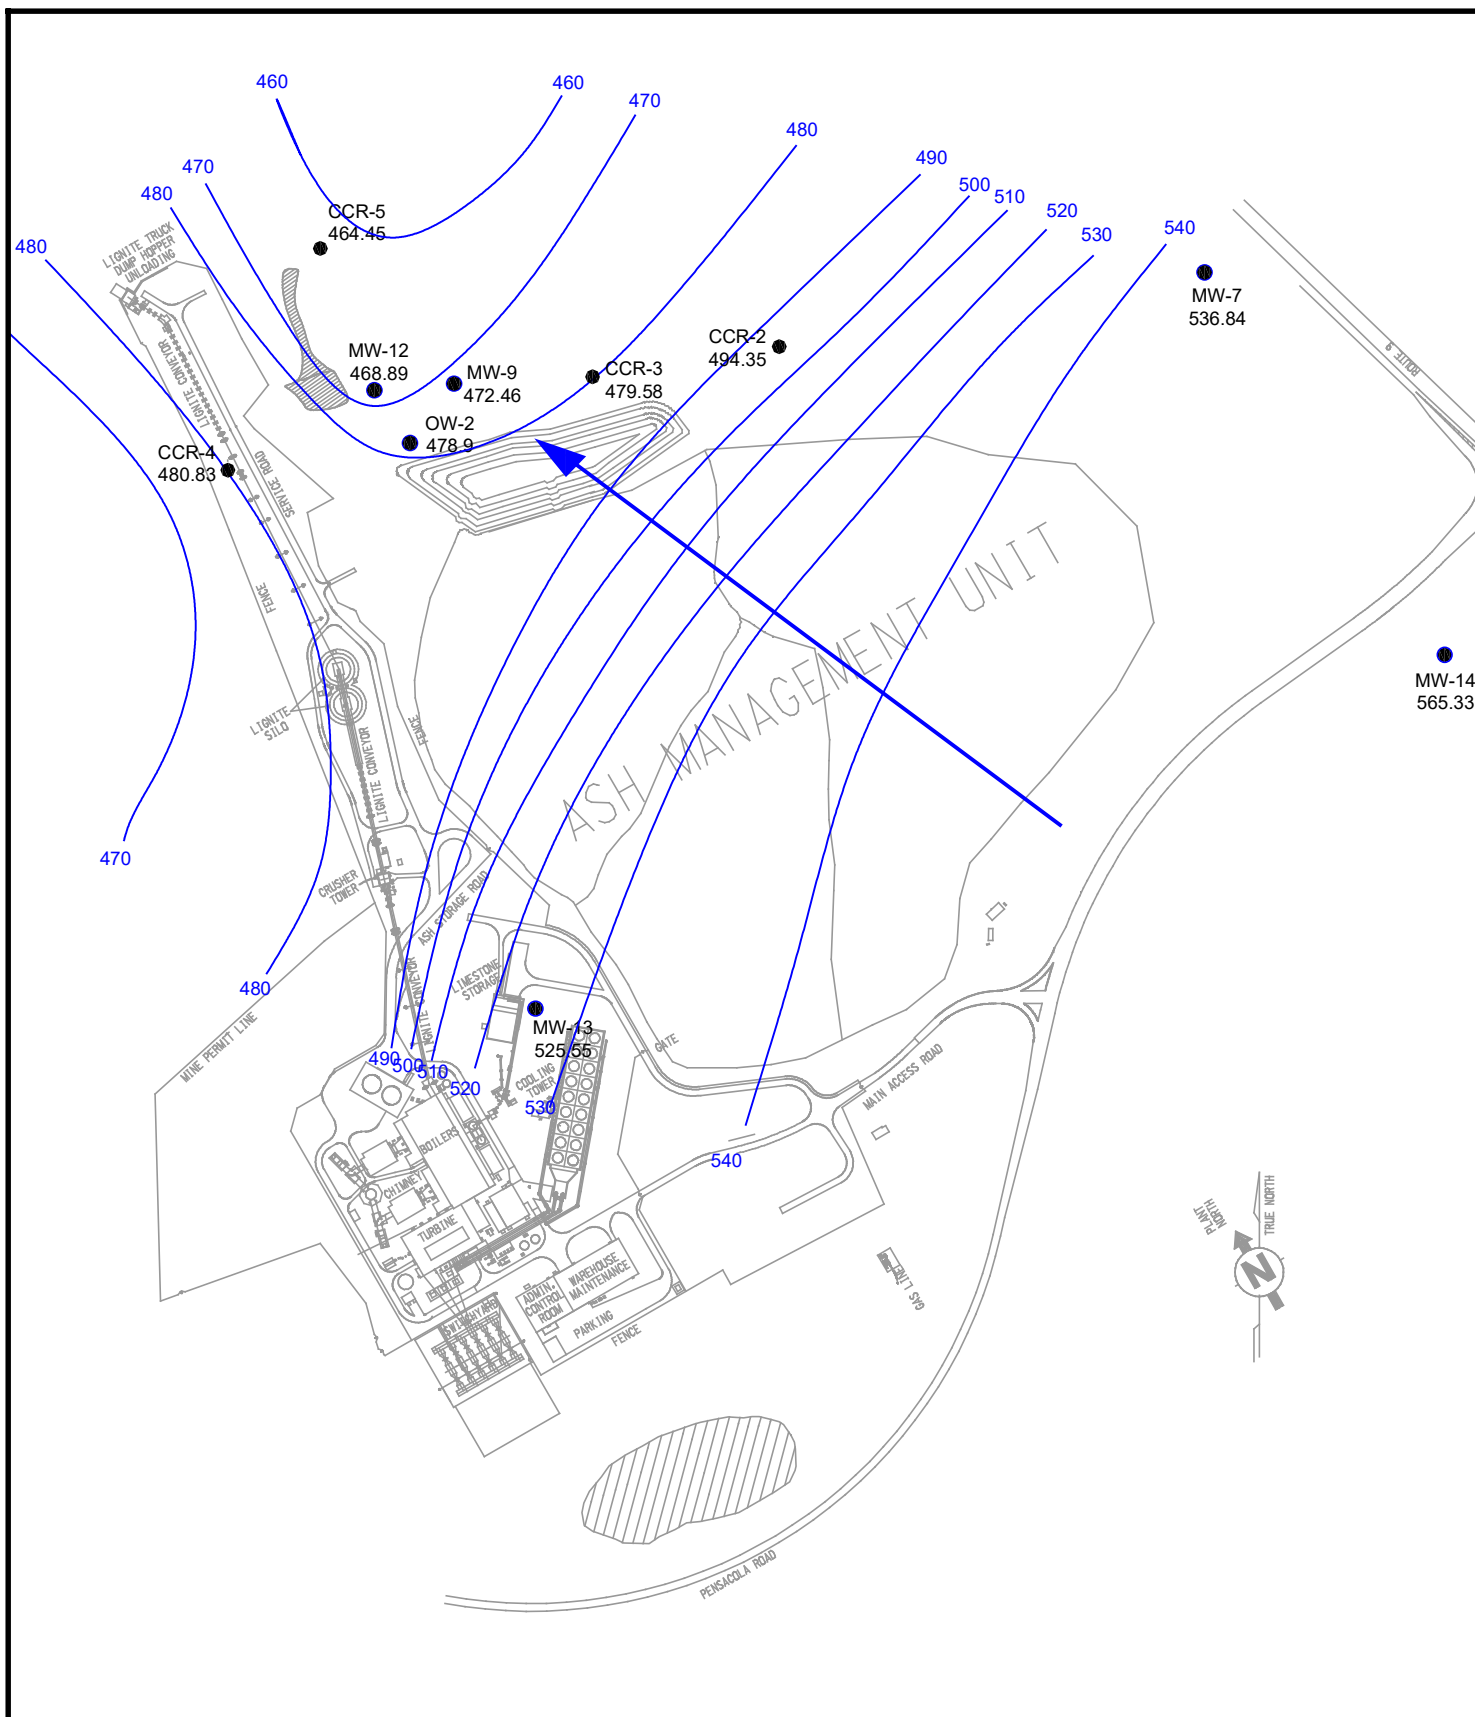 460
460
470
480
490
470
480
500
510
520
530
540
480
CCR-5
464.45
LIGNITE TRUCK
DUMP HOPPER
UNLOADING
MW-7
536.84
ROUTE 9
LIGNITE CONVEYOR
MW-12
468.89
MW-9
472.46
CCR-3
479.58
CCR-2
494.35
OW-2
478.9
CCR-4
480.83
SERVICE ROAD
FENCE
ASH MANAGEMENT UNIT
MW-14
565.33
LIGNITE
SILO
FENCE
LIGNITE CONVEYOR
470
CRUSHER
TOWER
ASH STORAGE ROAD
480
LIMESTONE
STORAGE
LIGNITE CONVEYOR
MINE PERMIT LINE
MW-13
525.55
GATE
490
500
510
520
530
COOLING
TOWER
MAIN ACCESS ROAD
BOILERS
540
CHIMNEY
TURBINE
PLANT
NORTH
TRUE NORTH
N
WAREHOUSE
MAINTENANCE
ADMIN.
CONTROL
ROOM
GAS LINE
SWITCHYARD
PARKING
FENCE
PENSACOLA ROAD